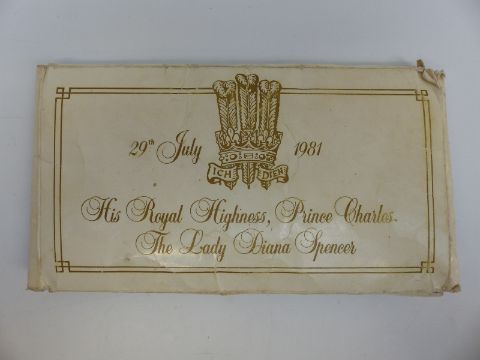 29th July 1981
ICH DIEN
His Royal Highness, Prince Charles.
The Lady Diana Spencer